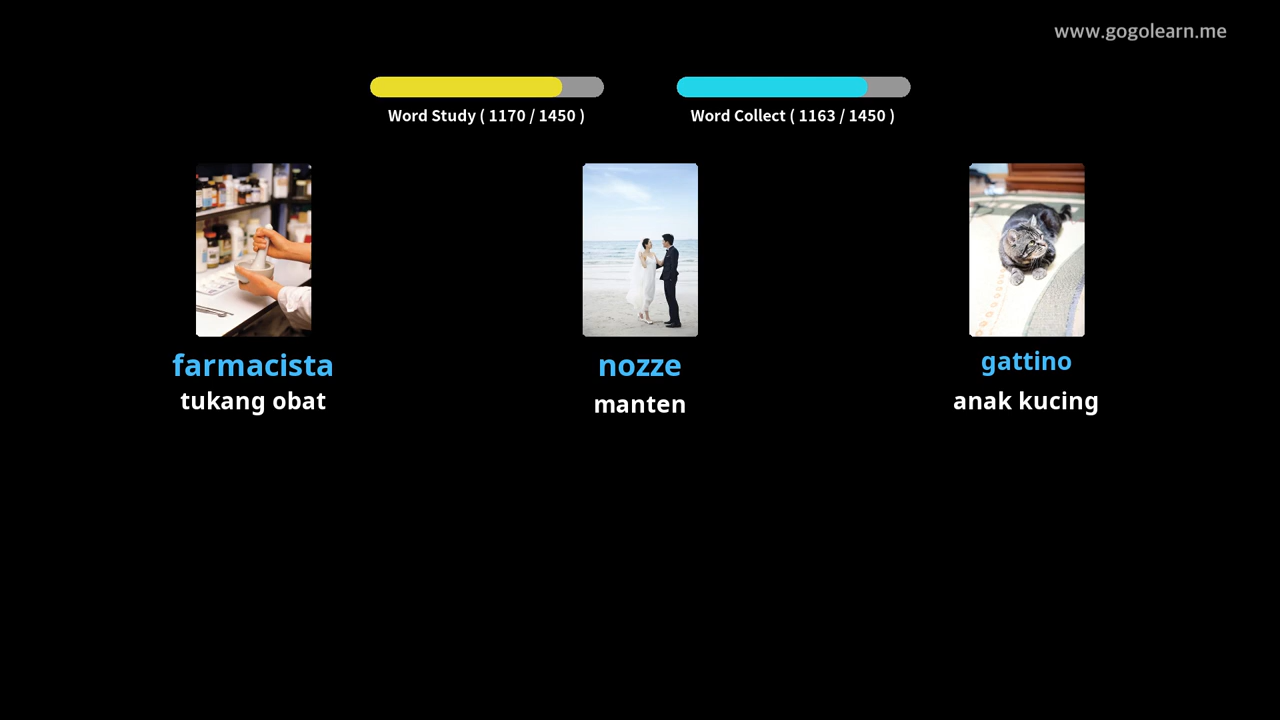 www.gogolearn.me
Word Study ( 1170 / 1450 )
Word Collect ( 1163 / 1450 )
farmacista
tukang obat
nozze
manten
gattino
anak kucing